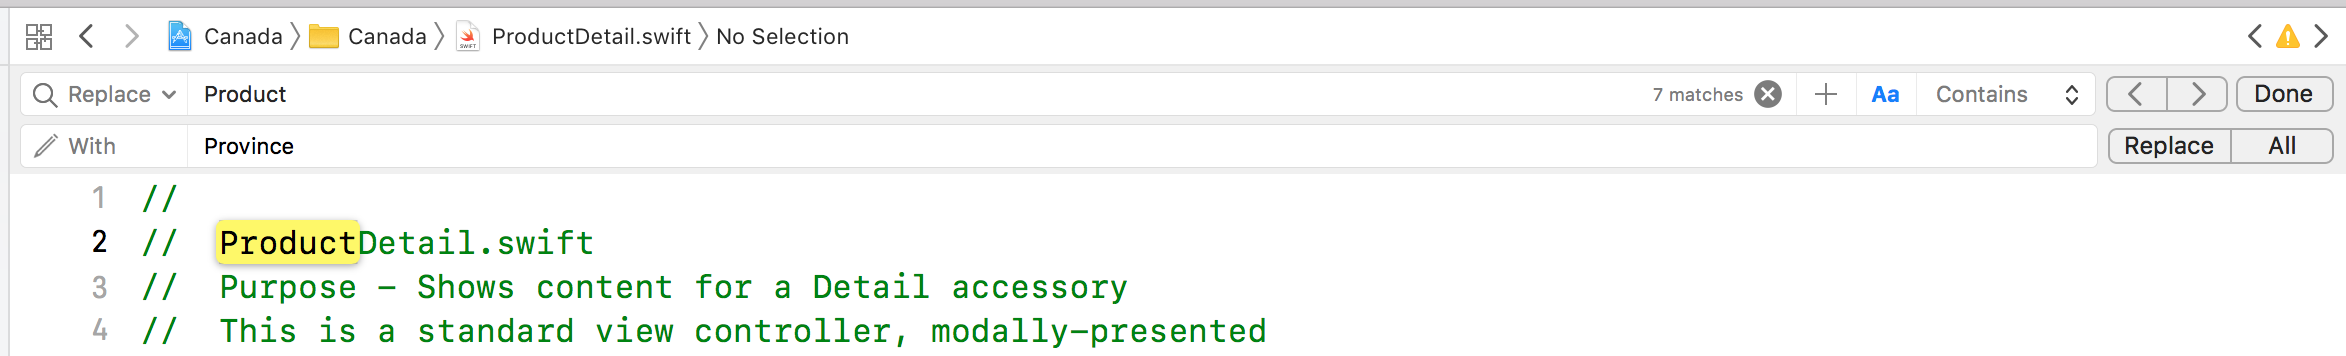 Canada Canada ProductDetail.swift No Selection
Replace Product 7 matches Aa Contains Done
With Province Replace All
1 //
2 // ProductDetail.swift
3 // Purpose - Shows content for a Detail accessory
4 // This is a standard view controller, modally-presented